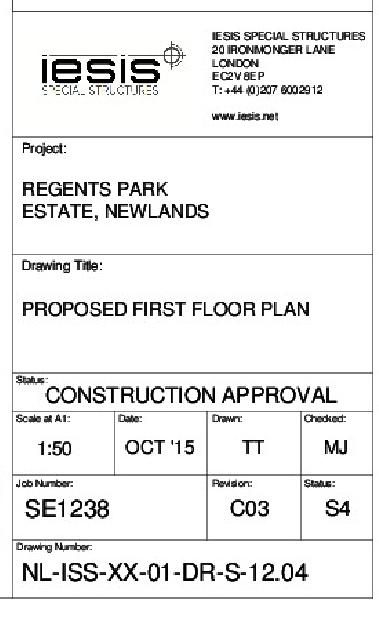 iesis
SPECIAL STRUCTURES
IESIS SPECIAL STRUCTURES
20 IRONMONGER LANE
LONDON
EC2V 8EP
T: +44 (0)207 6002912
www.iesis.net
Project:
REGENTS PARK
ESTATE, NEWLANDS
Drawing Title:
PROPOSED FIRST FLOOR PLAN
Status:
CONSTRUCTION APPROVAL
Scale at A1: Date: Drawn: Checked:
1:50 OCT '15 TT MJ
Job Number: Revision: Status:
SE1238 C03 S4
Drawing Number:
NL-ISS-XX-01-DR-S-12.04